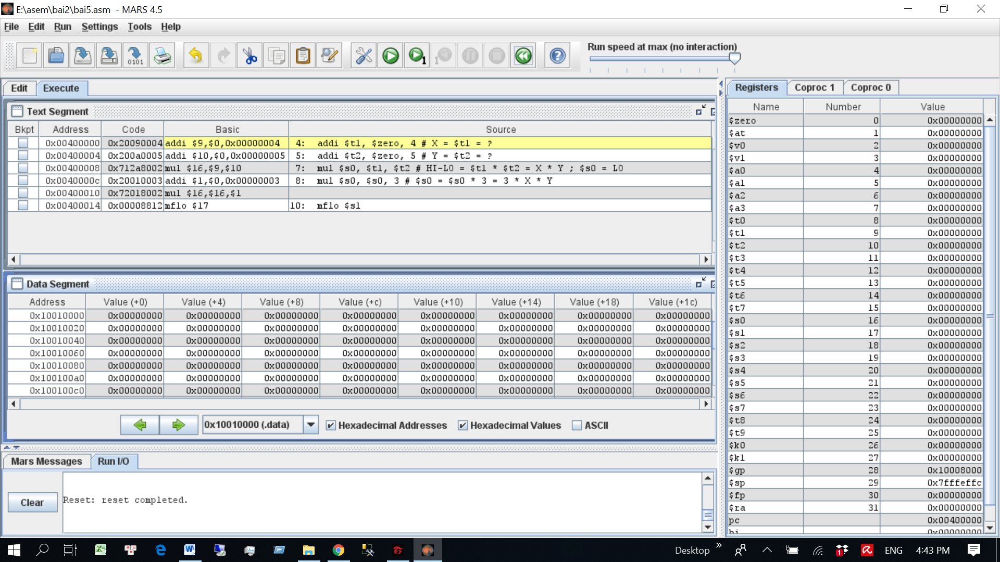 E:\asem\bai2\bai5.asm - MARS 4.5
File Edit Run Settings Tools Help
Run speed at max (no interaction)
Edit Execute
Text Segment
Bkpt Address Code Basic Source
0x00400000 0x20090004 addi $9,$0,0x00000004 4: addi $t1, $zero, 4 # X = $t1 = ?
0x00400004 0x200a0005 addi $10,$0,0x00000005 5: addi $t2, $zero, 5 # Y = $t2 = ?
0x00400008 0x712a8002 mul $16,$9,$10 7: mul $s0, $t1, $t2 # HI-LO = $t1 * $t2 = X * Y ; $s0 = LO
0x0040000c 0x20010003 addi $1,$0,0x00000003 8: mul $s0, $s0, 3 # $s0 = $s0 * 3 = 3 * X * Y
0x00400010 0x72018002 mul $16,$16,$1
0x00400014 0x00008812 mflo $17 10: mflo $s1
Data Segment
Address Value (+0) Value (+4) Value (+8) Value (+c) Value (+10) Value (+14) Value (+18) Value (+1c)
0x10010000 0x00000000 0x00000000 0x00000000 0x00000000 0x00000000 0x00000000 0x00000000 0x00000000
0x10010020 0x00000000 0x00000000 0x00000000 0x00000000 0x00000000 0x00000000 0x00000000 0x00000000
0x10010040 0x00000000 0x00000000 0x00000000 0x00000000 0x00000000 0x00000000 0x00000000 0x00000000
0x10010060 0x00000000 0x00000000 0x00000000 0x00000000 0x00000000 0x00000000 0x00000000 0x00000000
0x10010080 0x00000000 0x00000000 0x00000000 0x00000000 0x00000000 0x00000000 0x00000000 0x00000000
0x100100a0 0x00000000 0x00000000 0x00000000 0x00000000 0x00000000 0x00000000 0x00000000 0x00000000
0x100100c0 0x00000000 0x00000000 0x00000000 0x00000000 0x00000000 0x00000000 0x00000000 0x00000000
0x10010000 (.data) Hexadecimal Addresses Hexadecimal Values ASCII
Mars Messages Run I/O
Clear
Reset: reset completed.
Registers Coproc 1 Coproc 0
Name Number Value
$zero 0 0x00000000
$at 1 0x00000000
$v0 2 0x00000000
$v1 3 0x00000000
$a0 4 0x00000000
$a1 5 0x00000000
$a2 6 0x00000000
$a3 7 0x00000000
$t0 8 0x00000000
$t1 9 0x00000000
$t2 10 0x00000000
$t3 11 0x00000000
$t4 12 0x00000000
$t5 13 0x00000000
$t6 14 0x00000000
$t7 15 0x00000000
$s0 16 0x00000000
$s1 17 0x00000000
$s2 18 0x00000000
$s3 19 0x00000000
$s4 20 0x00000000
$s5 21 0x00000000
$s6 22 0x00000000
$s7 23 0x00000000
$t8 24 0x00000000
$t9 25 0x00000000
$k0 26 0x00000000
$k1 27 0x00000000
$gp 28 0x10008000
$sp 29 0x7fffeffc
$fp 30 0x00000000
$ra 31 0x00000000
pc 0x00400000
hi 0x00000000
Desktop ENG 4:43 PM